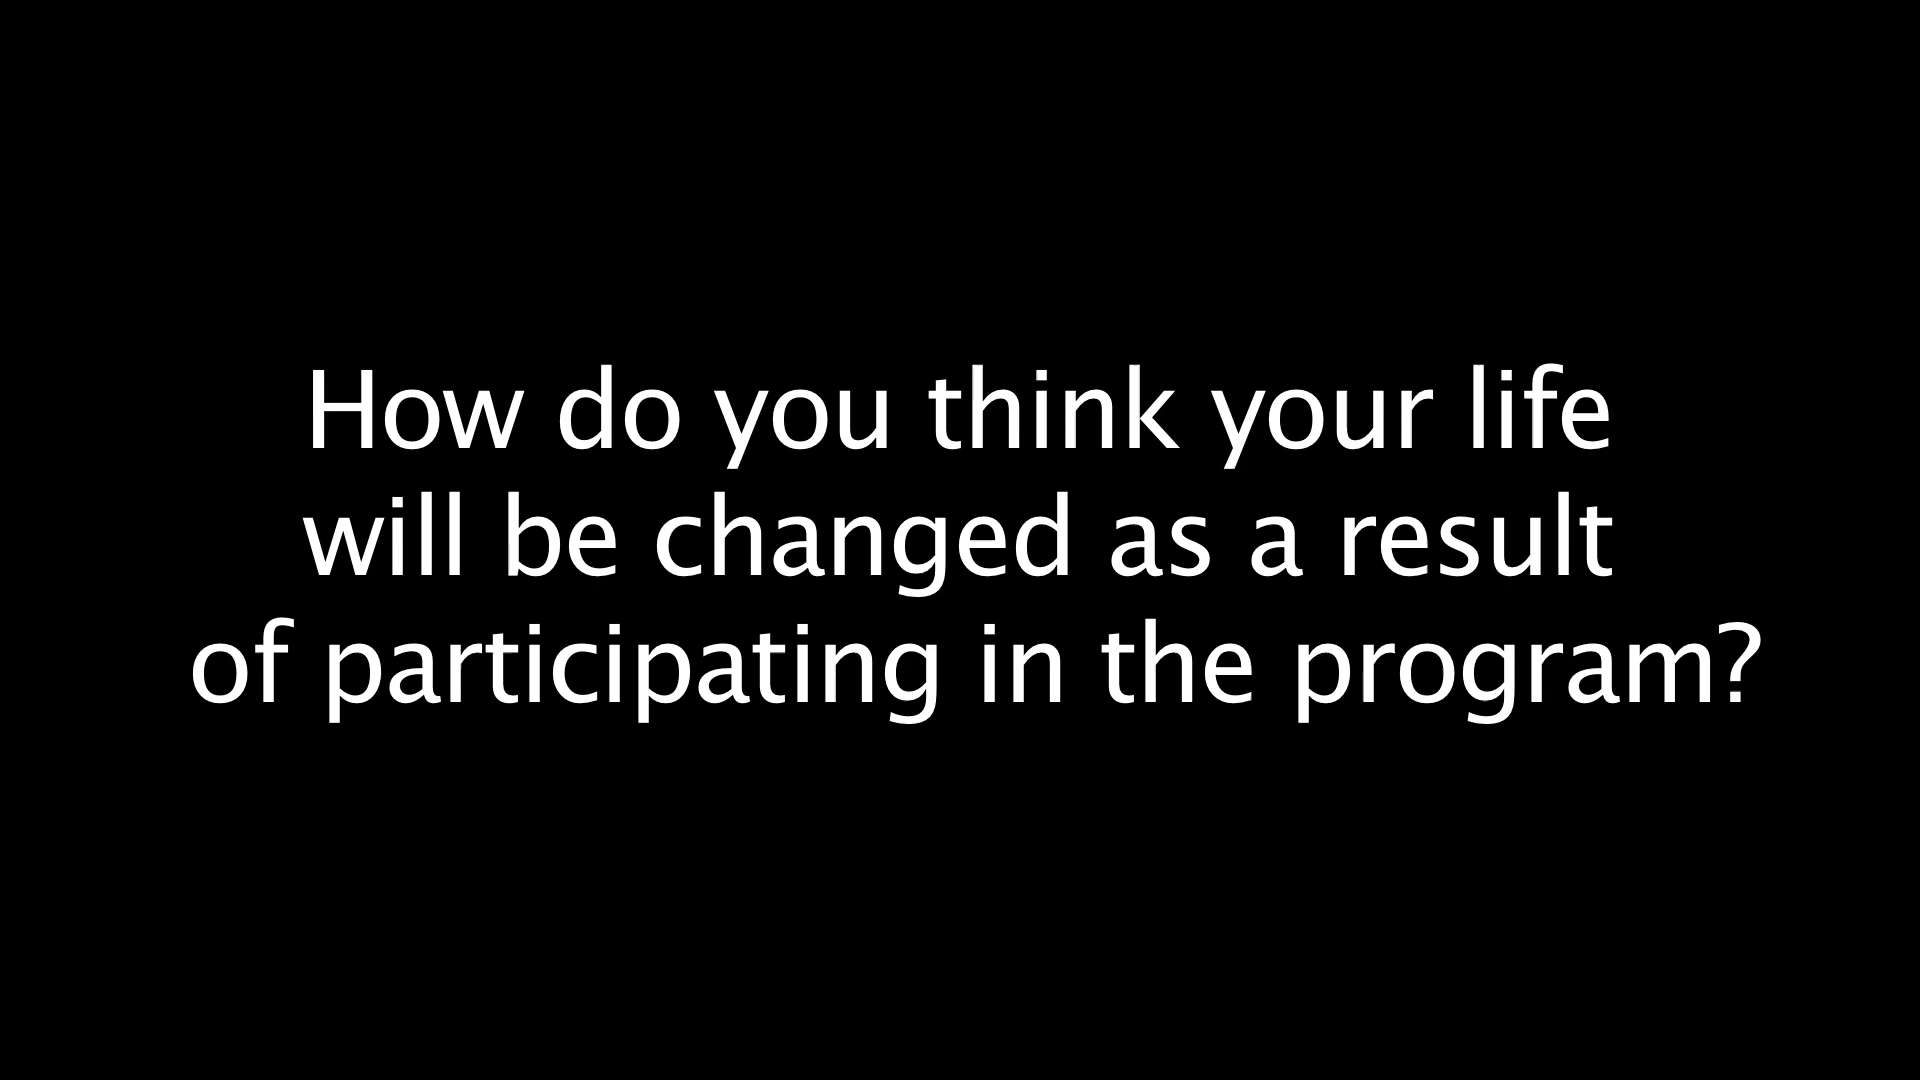 How do you think your life
will be changed as a result
of participating in the program?